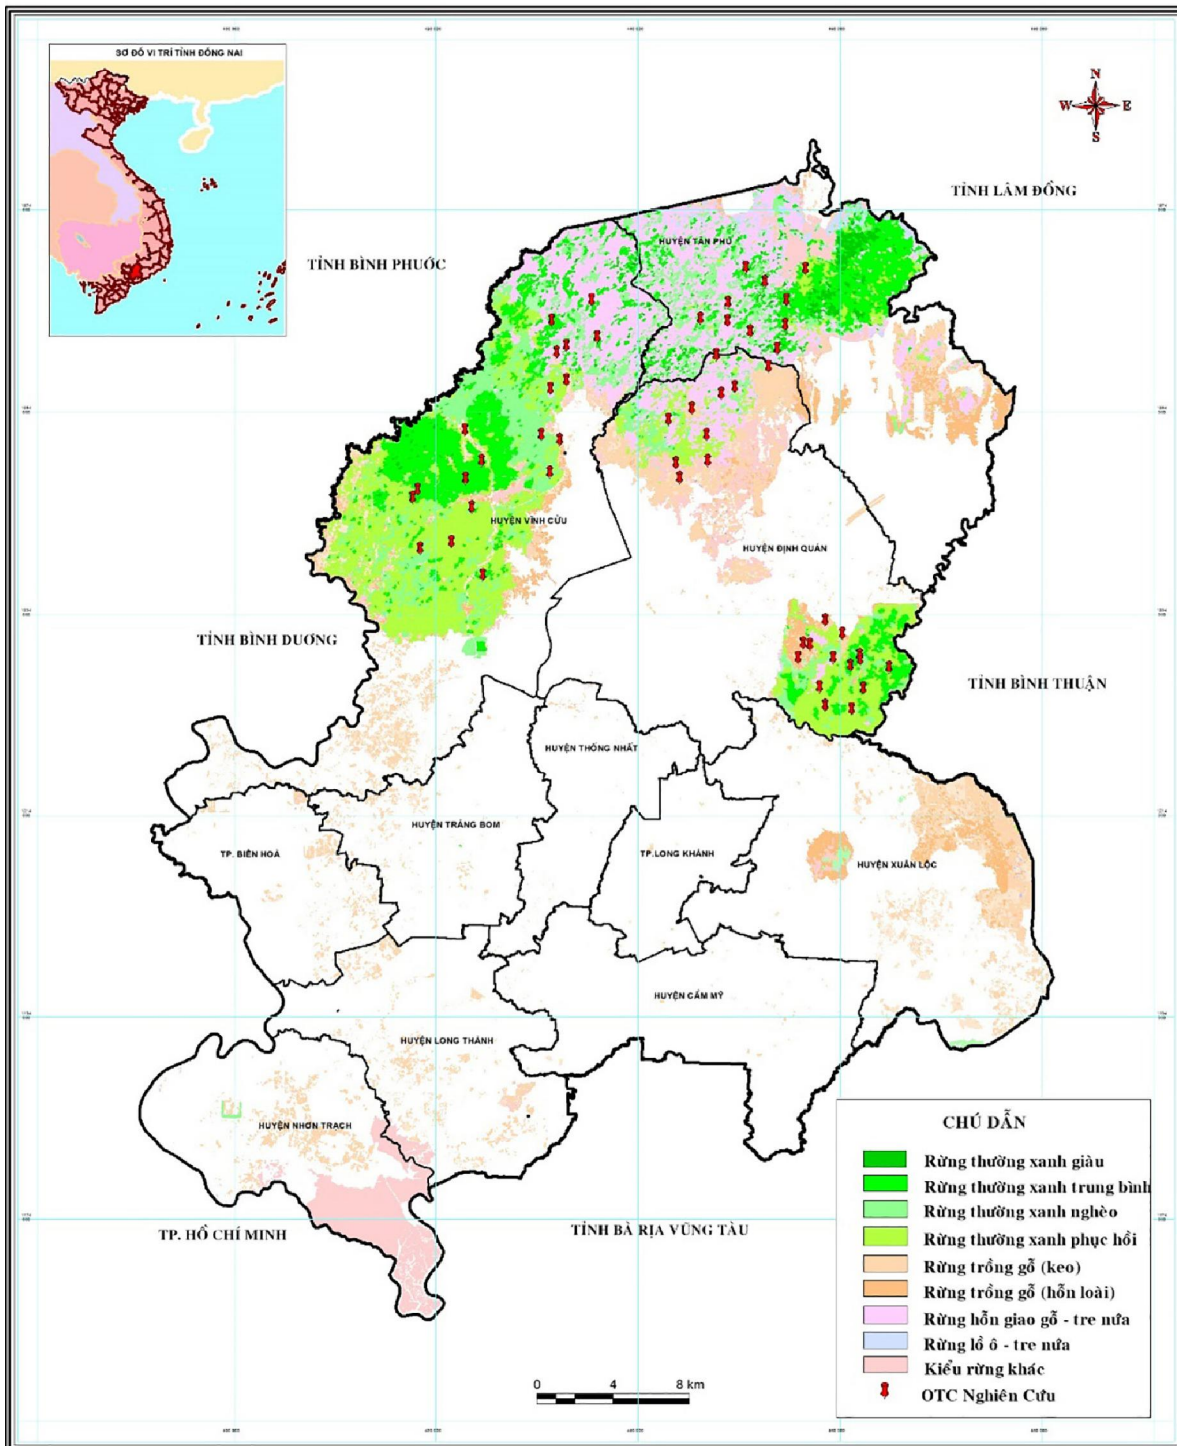 SƠ ĐỒ VỊ TRÍ TỈNH ĐỒNG NAI
N
W E
S
TỈNH LÂM ĐỒNG
HUYỆN TÂN PHÚ
TỈNH BÌNH PHƯỚC
HUYỆN VĨNH CỬU
HUYỆN ĐỊNH QUÁN
TỈNH BÌNH DƯƠNG
TỈNH BÌNH THUẬN
HUYỆN THỐNG NHẤT
HUYỆN TRẢNG BOM
TP. BIÊN HOÀ
TP.LONG KHÁNH
HUYỆN XUÂN LỘC
HUYỆN CẨM MỸ
HUYỆN LONG THÀNH
HUYỆN NHƠN TRẠCH
TP. HỒ CHÍ MINH
TỈNH BÀ RỊA VŨNG TÀU
CHÚ DẪN
Rừng thường xanh giàu
Rừng thường xanh trung bình
Rừng thường xanh nghèo
Rừng thường xanh phục hồi
Rừng trồng gỗ (keo)
Rừng trồng gỗ (hỗn loài)
Rừng hỗn giao gỗ - tre nứa
Rừng lồ ô - tre nứa
Kiểu rừng khác
OTC Nghiên Cứu
0 4 8 km